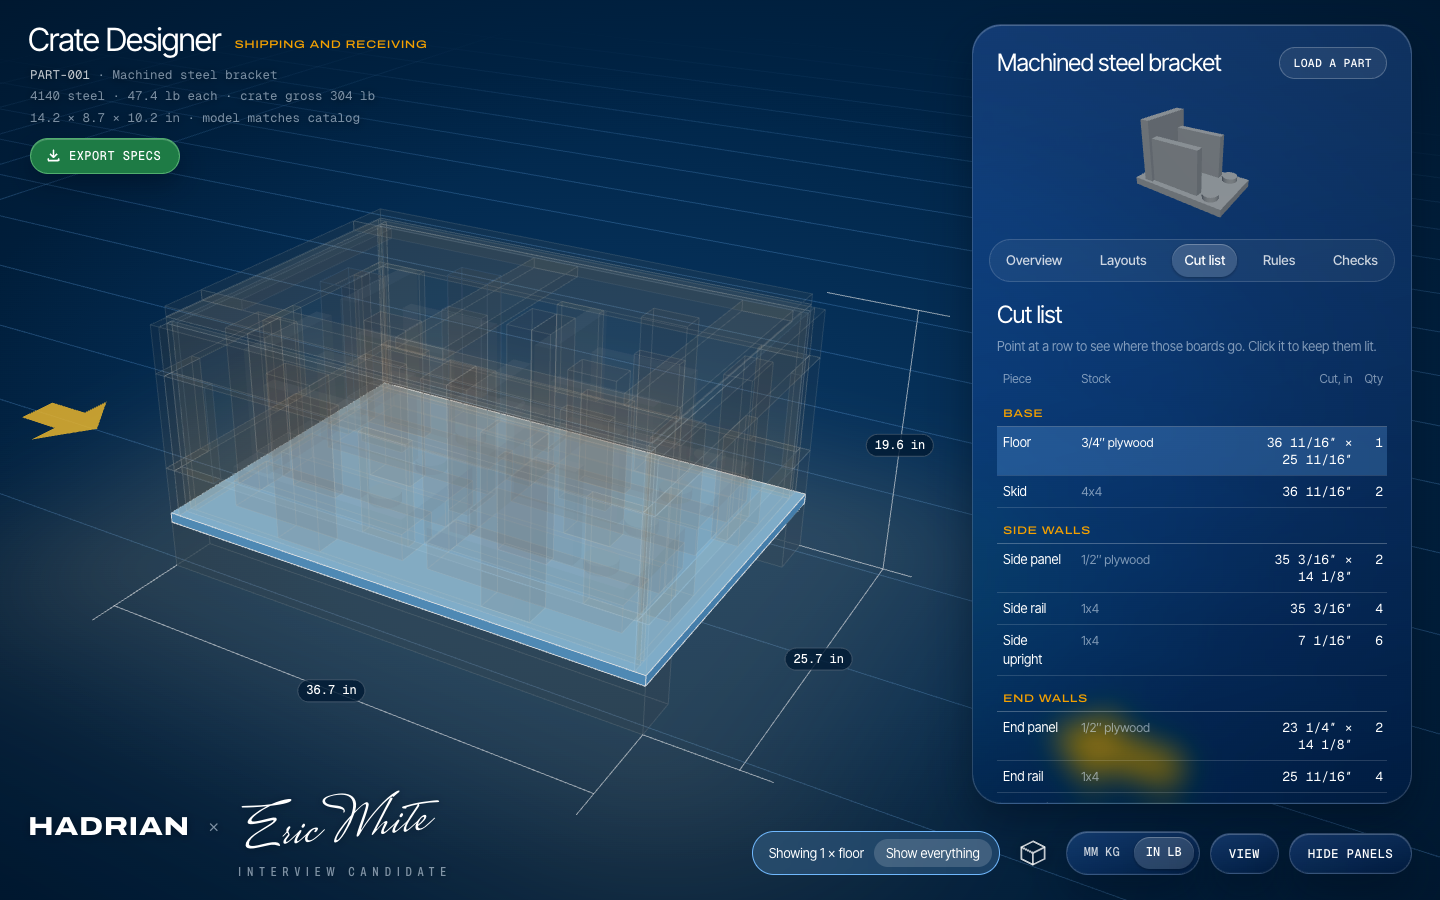 Crate Designer SHIPPING AND RECEIVING
PART-001 · Machined steel bracket
4140 steel · 47.4 lb each · crate gross 304 lb
14.2 × 8.7 × 10.2 in · model matches catalog
EXPORT SPECS
19.6 in
25.7 in
36.7 in
HADRIAN × Eric White
INTERVIEW CANDIDATE
Machined steel bracket LOAD A PART
Overview Layouts Cut list Rules Checks
Cut list
Point at a row to see where those boards go. Click it to keep them lit.
Piece Stock Cut, in Qty
BASE
Floor 3/4″ plywood 36 11/16″ × 1
25 11/16″
Skid 4x4 36 11/16″ 2
SIDE WALLS
Side panel 1/2″ plywood 35 3/16″ × 2
14 1/8″
Side rail 1x4 35 3/16″ 4
Side 1x4 7 1/16″ 6
upright
END WALLS
End panel 1/2″ plywood 23 1/4″ × 2
14 1/8″
End rail 1x4 25 11/16″ 4
Showing 1 × floor Show everything MM KG IN LB VIEW HIDE PANELS